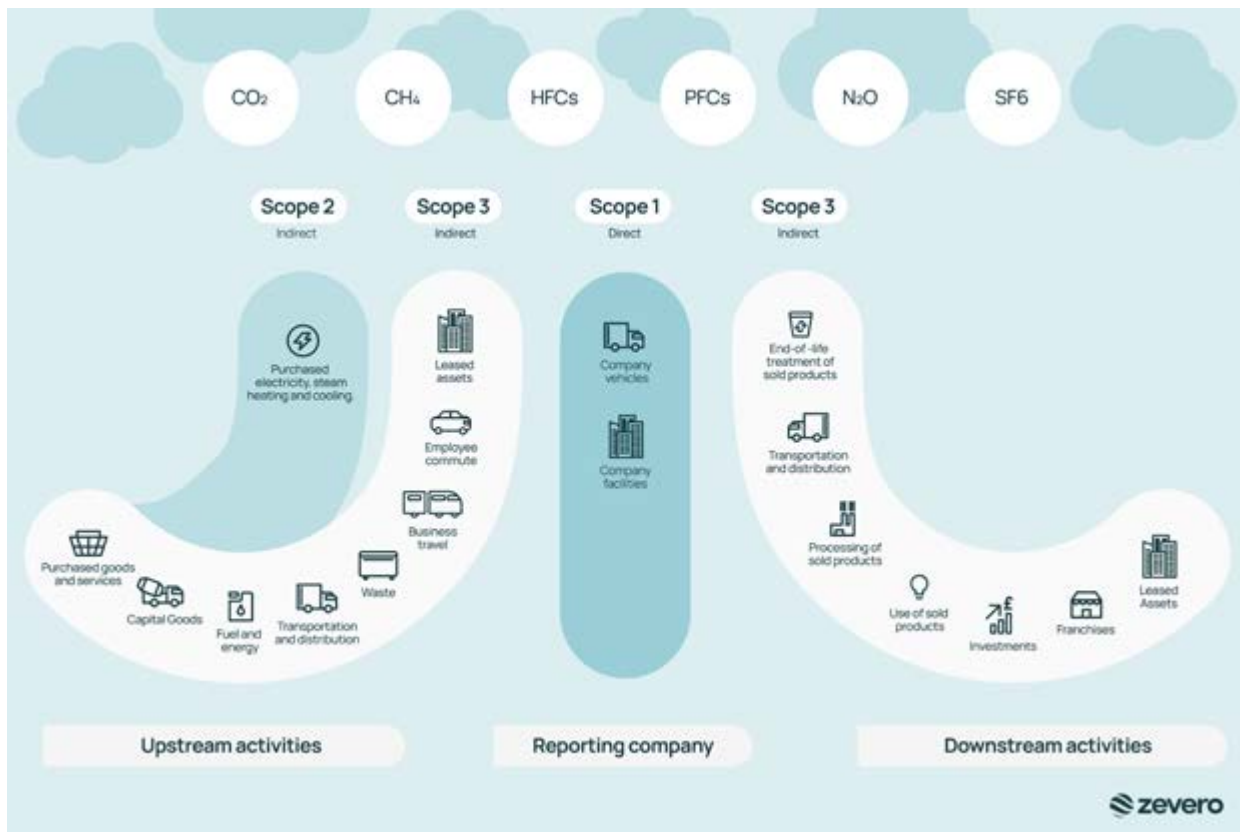 CO₂
CH₄
HFCs
PFCs
N₂O
SF6
Scope 2
Indirect
Scope 3
Indirect
Scope 1
Direct
Scope 3
Indirect
Purchased
electricity, steam
heating and cooling.
Purchased goods
and services
Capital Goods
Fuel and
energy
Transportation
and distribution
Waste
Business
travel
Employee
commute
Leased
assets
Company
vehicles
Company
facilities
End-of -life
treatment of
sold products
Transportation
and distribution
Processing of
sold products
Use of sold
products
£
Investments
Franchises
Leased
Assets
Upstream activities
Reporting company
Downstream activities
zevero